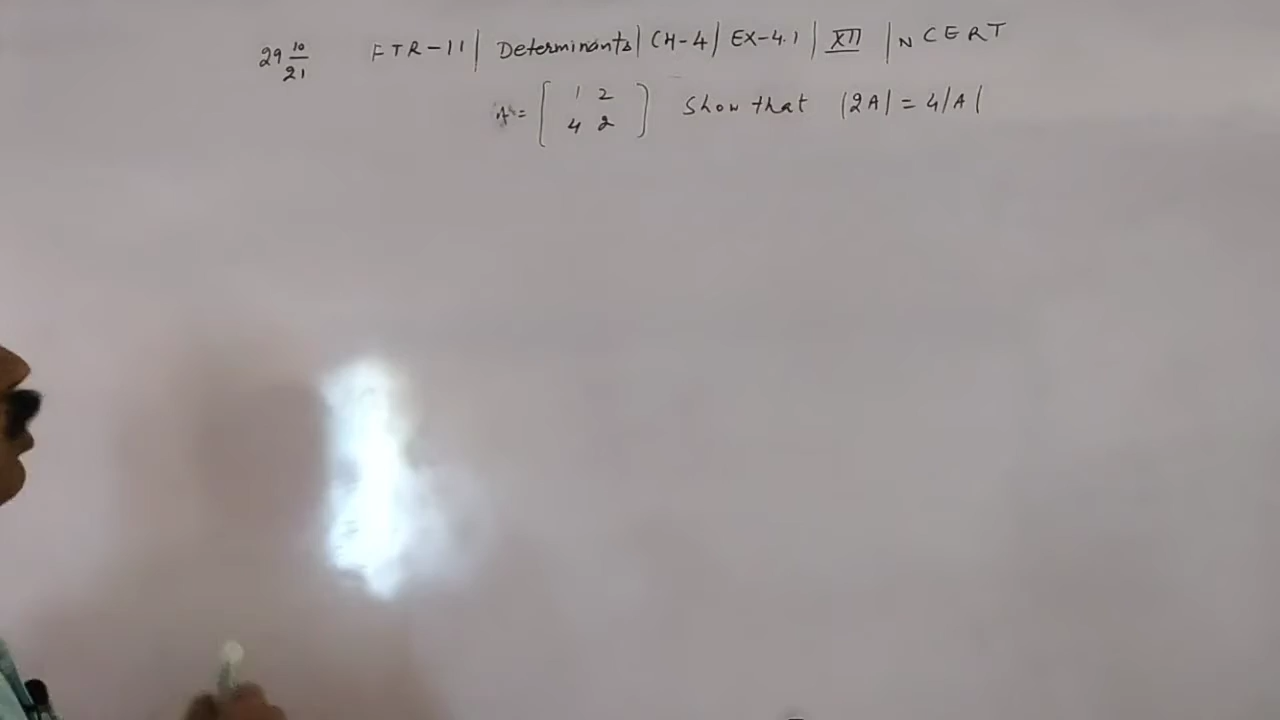 29 10/21 FTR-11 | Determinants | CH-4 | EX-4.1 | XII | NCERT
A = [ 1 2 ] Show that |2A| = 4|A|
4 2